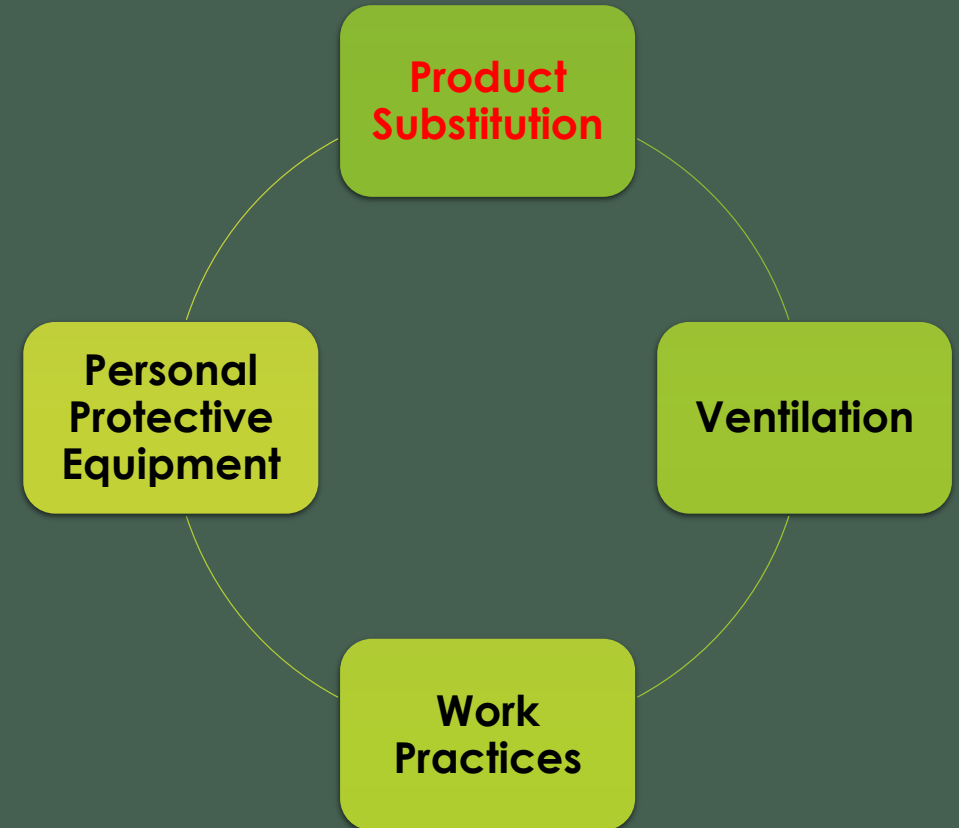 Product
Substitution
Personal
Protective
Equipment
Ventilation
Work
Practices